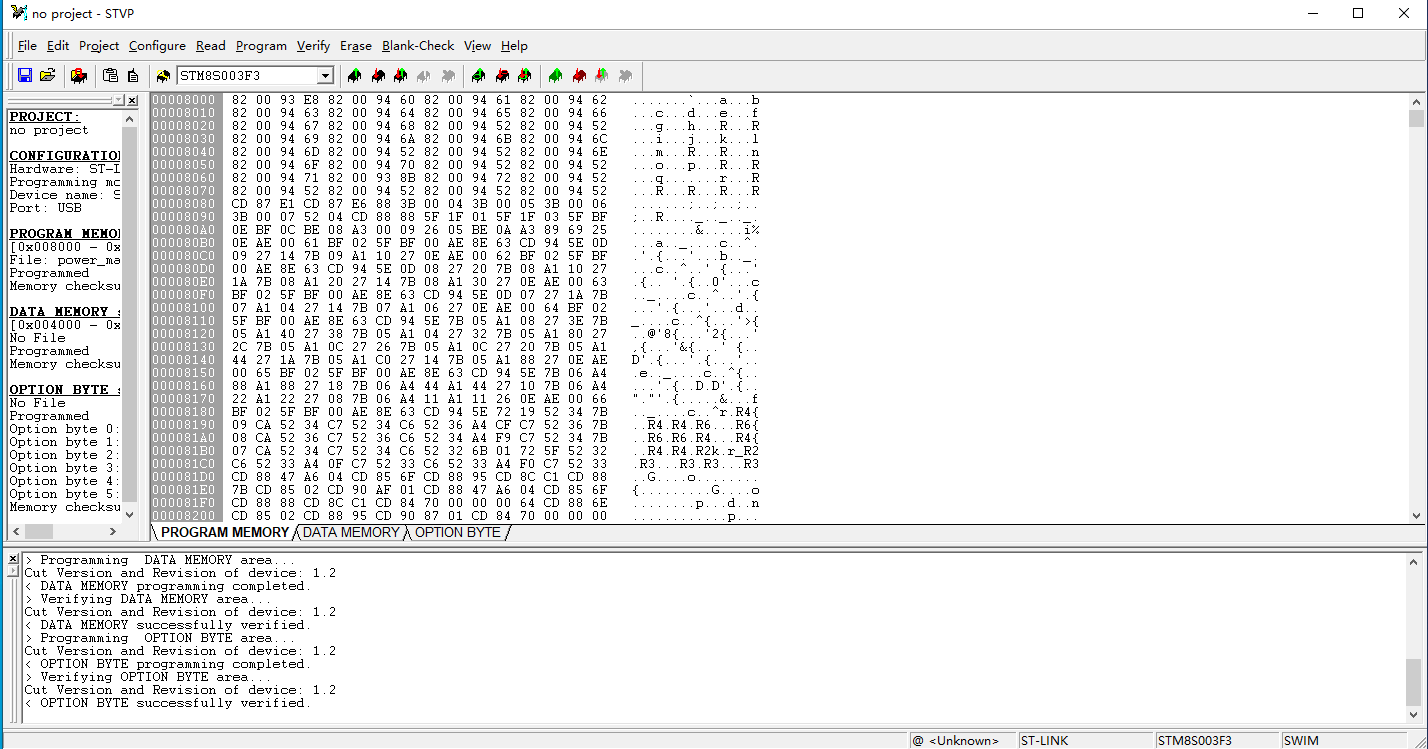 no project - STVP
File Edit Project Configure Read Program Verify Erase Blank-Check View Help
STM8S003F3
PROJECT:
no project
CONFIGURATIO
Hardware: ST-L
Programming mo
Device name: S
Port: USB
PROGRAM MEMO
[0x008000 - 0x
File: power_ma
Programmed
Memory checksu
DATA MEMORY
[0x004000 - 0x
No File
Programmed
Memory checksu
OPTION BYTE
No File
Programmed
Option byte 0:
Option byte 1:
Option byte 2:
Option byte 3:
Option byte 4:
Option byte 5:
Memory checksu
00008000 82 00 93 E8 82 00 94 60 82 00 94 61 82 00 94 62 .......`...a...b
00008010 82 00 94 63 82 00 94 64 82 00 94 65 82 00 94 66 ...c...d...e...f
00008020 82 00 94 67 82 00 94 68 82 00 94 52 82 00 94 52 ...g...h...R...R
00008030 82 00 94 69 82 00 94 6A 82 00 94 6B 82 00 94 6C ...i...j...k...l
00008040 82 00 94 6D 82 00 94 52 82 00 94 52 82 00 94 6E ...m...R...R...n
00008050 82 00 94 6F 82 00 94 70 82 00 94 52 82 00 94 52 ...o...p...R...R
00008060 82 00 94 71 82 00 93 8B 82 00 94 72 82 00 94 52 ...q.......r...R
00008070 82 00 94 52 82 00 94 52 82 00 94 52 82 00 94 52 ...R...R...R...R
00008080 CD 87 E1 CD 87 E6 88 3B 00 04 3B 00 05 3B 00 06 .......;..;..;..
00008090 3B 00 07 52 04 CD 88 88 5F 1F 01 5F 1F 03 5F BF ;..R...._.._.._.
000080A0 0E BF 0C BE 08 A3 00 09 26 05 BE 0A A3 89 69 25 ........&.....i%
000080B0 0E AE 00 61 BF 02 5F BF 00 AE 8E 63 CD 94 5E 0D ...a.._....c..^.
000080C0 09 27 14 7B 09 A1 10 27 0E AE 00 62 BF 02 5F BF .'.{...'...b.._.
000080D0 00 AE 8E 63 CD 94 5E 0D 08 27 20 7B 08 A1 10 27 ...c..^..' {...'
000080E0 1A 7B 08 A1 20 27 14 7B 08 A1 30 27 0E AE 00 63 .{.. '.{..0'...c
000080F0 BF 02 5F BF 00 AE 8E 63 CD 94 5E 0D 07 27 1A 7B .._....c..^..'.{
00008100 07 A1 04 27 14 7B 07 A1 06 27 0E AE 00 64 BF 02 ...'.{...'...d..
00008110 5F BF 00 AE 8E 63 CD 94 5E 7B 05 A1 08 27 3E 7B _....c..^{...'>{
00008120 05 A1 40 27 38 7B 05 A1 04 27 32 7B 05 A1 80 27 ..@'8{...'2{...'
00008130 2C 7B 05 A1 0C 27 26 7B 05 A1 0C 27 20 7B 05 A1 ,{...'&{...' {..
00008140 44 27 1A 7B 05 A1 C0 27 14 7B 05 A1 88 27 0E AE D'.{...'.{...'..
00008150 00 65 BF 02 5F BF 00 AE 8E 63 CD 94 5E 7B 06 A4 .e.._....c..^{..
00008160 88 A1 88 27 18 7B 06 A4 44 A1 44 27 10 7B 06 A4 ...'.{..D.D'.{..
00008170 22 A1 22 27 08 7B 06 A4 11 A1 11 26 0E AE 00 66 "."'.{.....&...f
00008180 BF 02 5F BF 00 AE 8E 63 CD 94 5E 72 19 52 34 7B .._....c..^r.R4{
00008190 09 CA 52 34 C7 52 34 C6 52 36 A4 CF C7 52 36 7B ..R4.R4.R6...R6{
000081A0 08 CA 52 36 C7 52 36 C6 52 34 A4 F9 C7 52 34 7B ..R6.R6.R4...R4{
000081B0 07 CA 52 34 C7 52 34 C6 52 32 6B 01 72 5F 52 32 ..R4.R4.R2k.r_R2
000081C0 C6 52 33 A4 0F C7 52 33 C6 52 33 A4 F0 C7 52 33 .R3...R3.R3...R3
000081D0 CD 88 47 A6 04 CD 85 6F CD 88 95 CD 8C C1 CD 88 ..G....o........
000081E0 7B CD 85 02 CD 90 AF 01 CD 88 47 A6 04 CD 85 6F {.........G....o
000081F0 CD 88 88 CD 8C C1 CD 84 70 00 00 00 64 CD 88 6E ........p...d..n
00008200 CD 85 02 CD 88 95 CD 90 87 01 CD 84 70 00 00 00 ............p...
PROGRAM MEMORY DATA MEMORY OPTION BYTE
> Programming  DATA MEMORY area...
Cut Version and Revision of device: 1.2
< DATA MEMORY programming completed.
> Verifying DATA MEMORY area...
Cut Version and Revision of device: 1.2
< DATA MEMORY successfully verified.
> Programming  OPTION BYTE area...
Cut Version and Revision of device: 1.2
< OPTION BYTE programming completed.
> Verifying OPTION BYTE area...
Cut Version and Revision of device: 1.2
< OPTION BYTE successfully verified.
@ <Unknown> ST-LINK STM8S003F3 SWIM